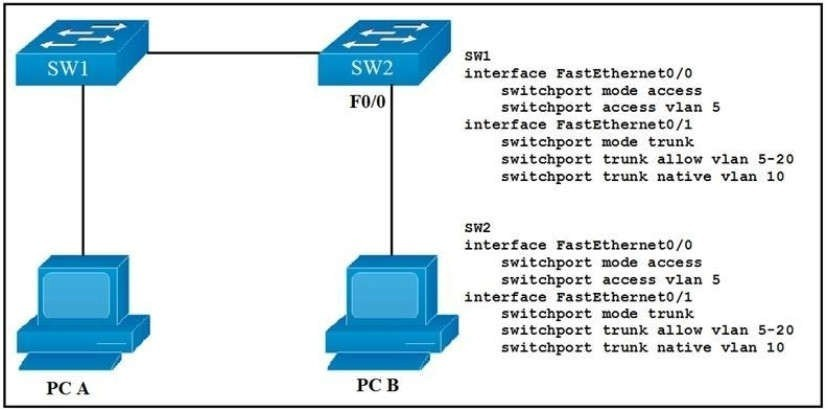 SW1
SW2
F0/0
PC A
PC B
SW1
interface FastEthernet0/0
switchport mode access
switchport access vlan 5
interface FastEthernet0/1
switchport mode trunk
switchport trunk allow vlan 5-20
switchport trunk native vlan 10
SW2
interface FastEthernet0/0
switchport mode access
switchport access vlan 5
interface FastEthernet0/1
switchport mode trunk
switchport trunk allow vlan 5-20
switchport trunk native vlan 10